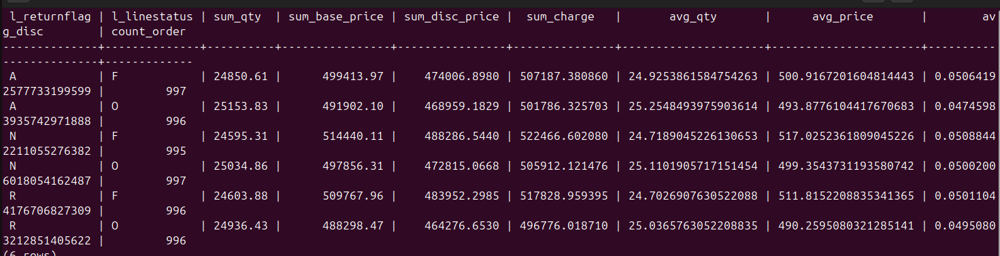 l_returnflag | l_linestatus | sum_qty  | sum_base_price | sum_disc_price |  sum_charge   |      avg_qty       |      avg_price       |        av
g_disc        | count_order
--------------+--------------+----------+----------------+----------------+---------------+--------------------+----------------------+----------
--------------+-------------
 A            | F            | 24850.61 |      499413.97 |    474006.8980 | 507187.380860 | 24.9253861584754263 | 500.9167201604814443 | 0.0506419
2577733199599 |         997
 A            | O            | 25153.83 |      491902.10 |    468959.1829 | 501786.325703 | 25.2548493975903614 | 493.8776104417670683 | 0.0474598
3935742971888 |         996
 N            | F            | 24595.31 |      514440.11 |    488286.5440 | 522466.602080 | 24.7189045226130653 | 517.0252361809045226 | 0.0508844
2211055276382 |         995
 N            | O            | 25034.86 |      497856.31 |    472815.0668 | 505912.121476 | 25.1101905717151454 | 499.3543731193580742 | 0.0500200
6018054162487 |         997
 R            | F            | 24603.88 |      509767.96 |    483952.2985 | 517828.959395 | 24.7026907630522088 | 511.8152208835341365 | 0.0501104
4176706827309 |         996
 R            | O            | 24936.43 |      488298.47 |    464276.6530 | 496776.018710 | 25.0365763052208835 | 490.2595080321285141 | 0.0495080
3212851405622 |         996
(6 rows)